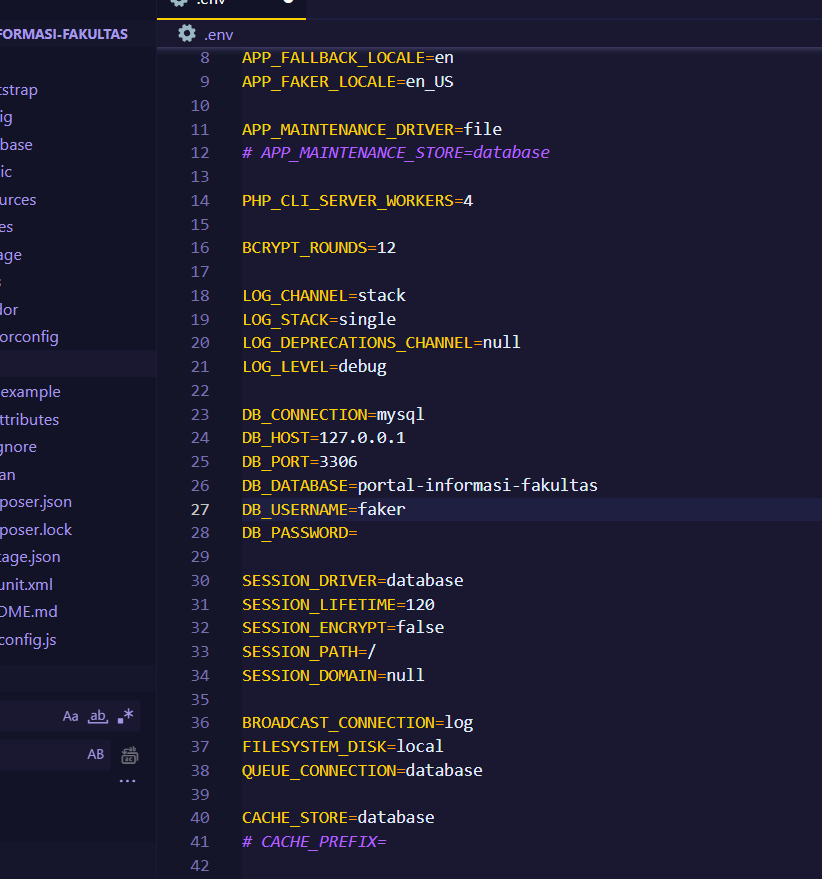 .env
FORMASI-FAKULTAS
.env
tstrap
ig
base
ic
urces
es
age
s
dor
orconfig
example
ttributes
gnore
an
poser.json
poser.lock
age.json
unit.xml
DME.md
config.js
Aa
ab
*
AB
...
8 APP_FALLBACK_LOCALE=en
9 APP_FAKER_LOCALE=en_US
10
11 APP_MAINTENANCE_DRIVER=file
12 # APP_MAINTENANCE_STORE=database
13
14 PHP_CLI_SERVER_WORKERS=4
15
16 BCRYPT_ROUNDS=12
17
18 LOG_CHANNEL=stack
19 LOG_STACK=single
20 LOG_DEPRECATIONS_CHANNEL=null
21 LOG_LEVEL=debug
22
23 DB_CONNECTION=mysql
24 DB_HOST=127.0.0.1
25 DB_PORT=3306
26 DB_DATABASE=portal-informasi-fakultas
27 DB_USERNAME=faker
28 DB_PASSWORD=
29
30 SESSION_DRIVER=database
31 SESSION_LIFETIME=120
32 SESSION_ENCRYPT=false
33 SESSION_PATH=/
34 SESSION_DOMAIN=null
35
36 BROADCAST_CONNECTION=log
37 FILESYSTEM_DISK=local
38 QUEUE_CONNECTION=database
39
40 CACHE_STORE=database
41 # CACHE_PREFIX=
42